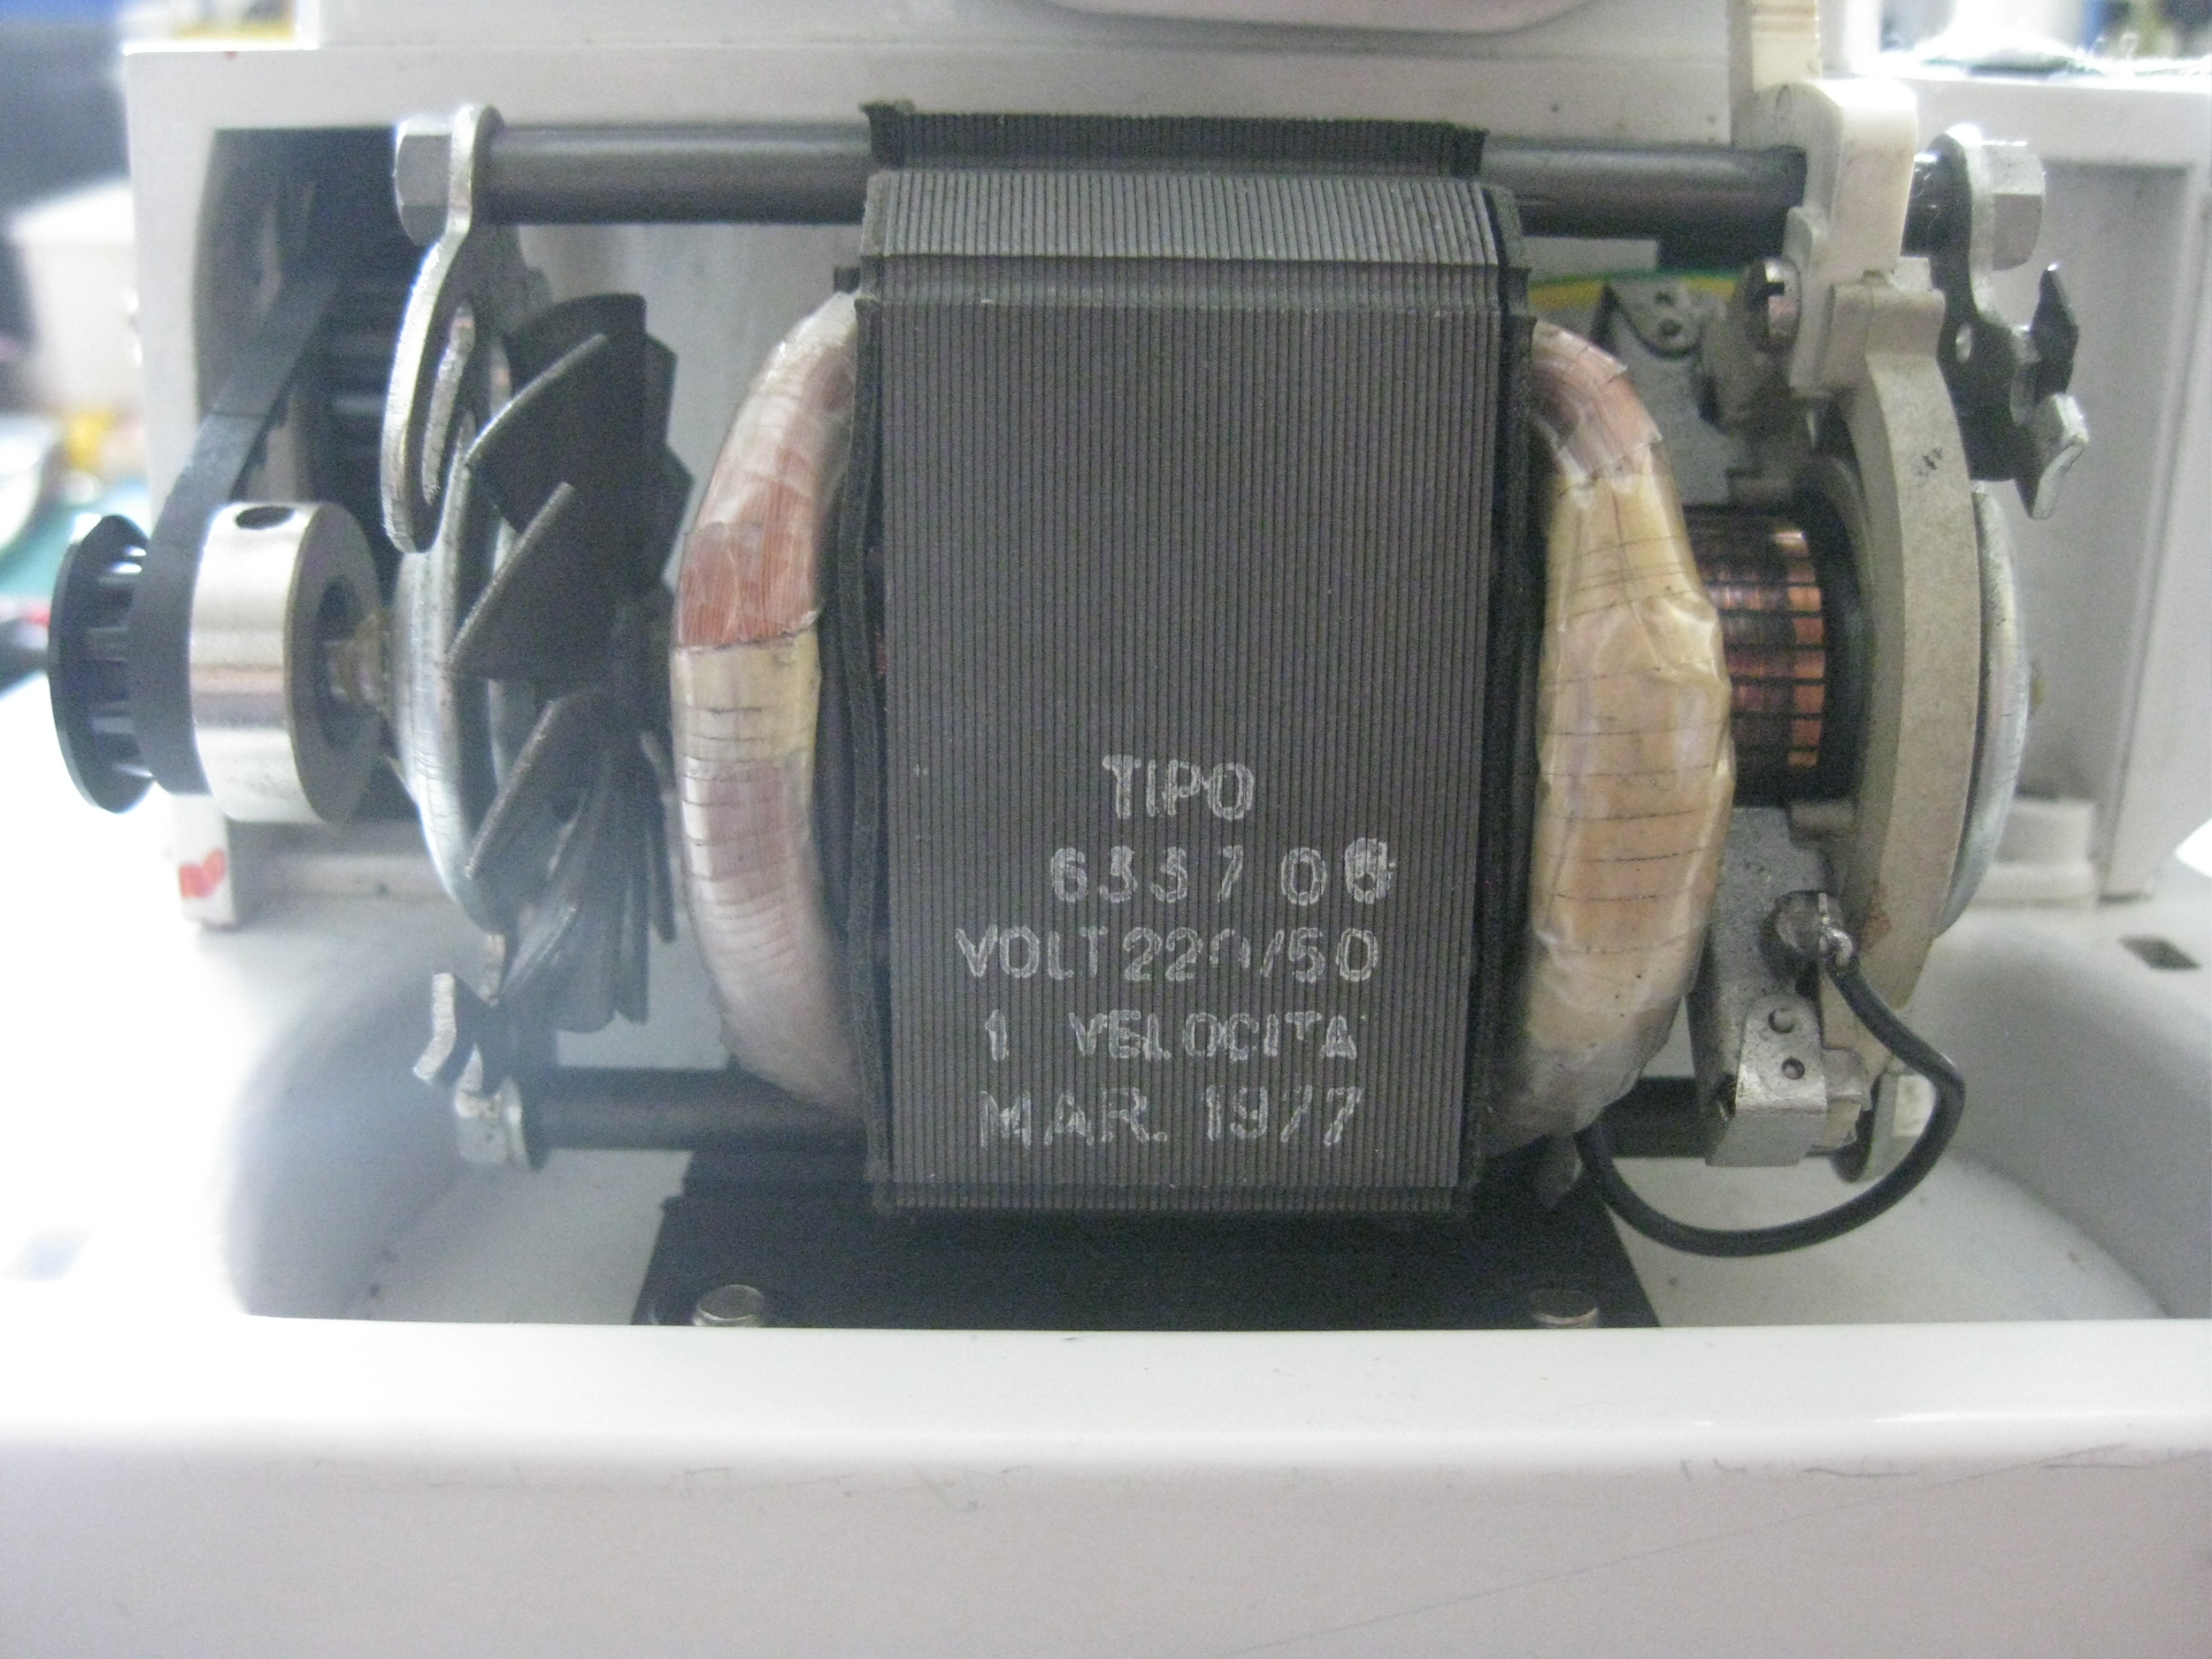 TIPO
VOLT 220/50
1 VELOCITA
MAR. 1977